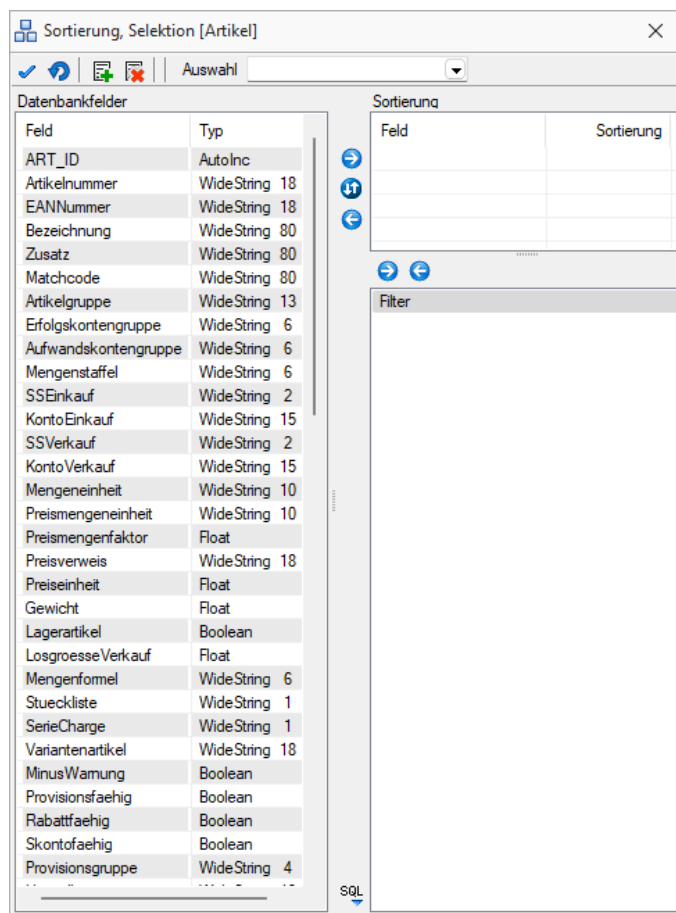 Sortierung, Selektion [Artikel]
Auswahl
Datenbankfelder
Feld Typ
ART_ID AutoInc
Artikelnummer WideString 18
EANNummer WideString 18
Bezeichnung WideString 80
Zusatz WideString 80
Matchcode WideString 80
Artikelgruppe WideString 13
Erfolgskontengruppe WideString 6
Aufwandskontengruppe WideString 6
Mengenstaffel WideString 6
SSEinkauf WideString 2
KontoEinkauf WideString 15
SSVerkauf WideString 2
KontoVerkauf WideString 15
Mengeneinheit WideString 10
Preismengeneinheit WideString 10
Preismengenfaktor Float
Preisverweis WideString 18
Preiseinheit Float
Gewicht Float
Lagerartikel Boolean
LosgroesseVerkauf Float
Mengenformel WideString 6
Stueckliste WideString 1
SerieCharge WideString 1
Variantenartikel WideString 18
MinusWarnung Boolean
Provisionsfaehig Boolean
Rabattfaehig Boolean
Skontofaehig Boolean
Provisionsgruppe WideString 4
Sortierung
Feld Sortierung
Filter
SQL